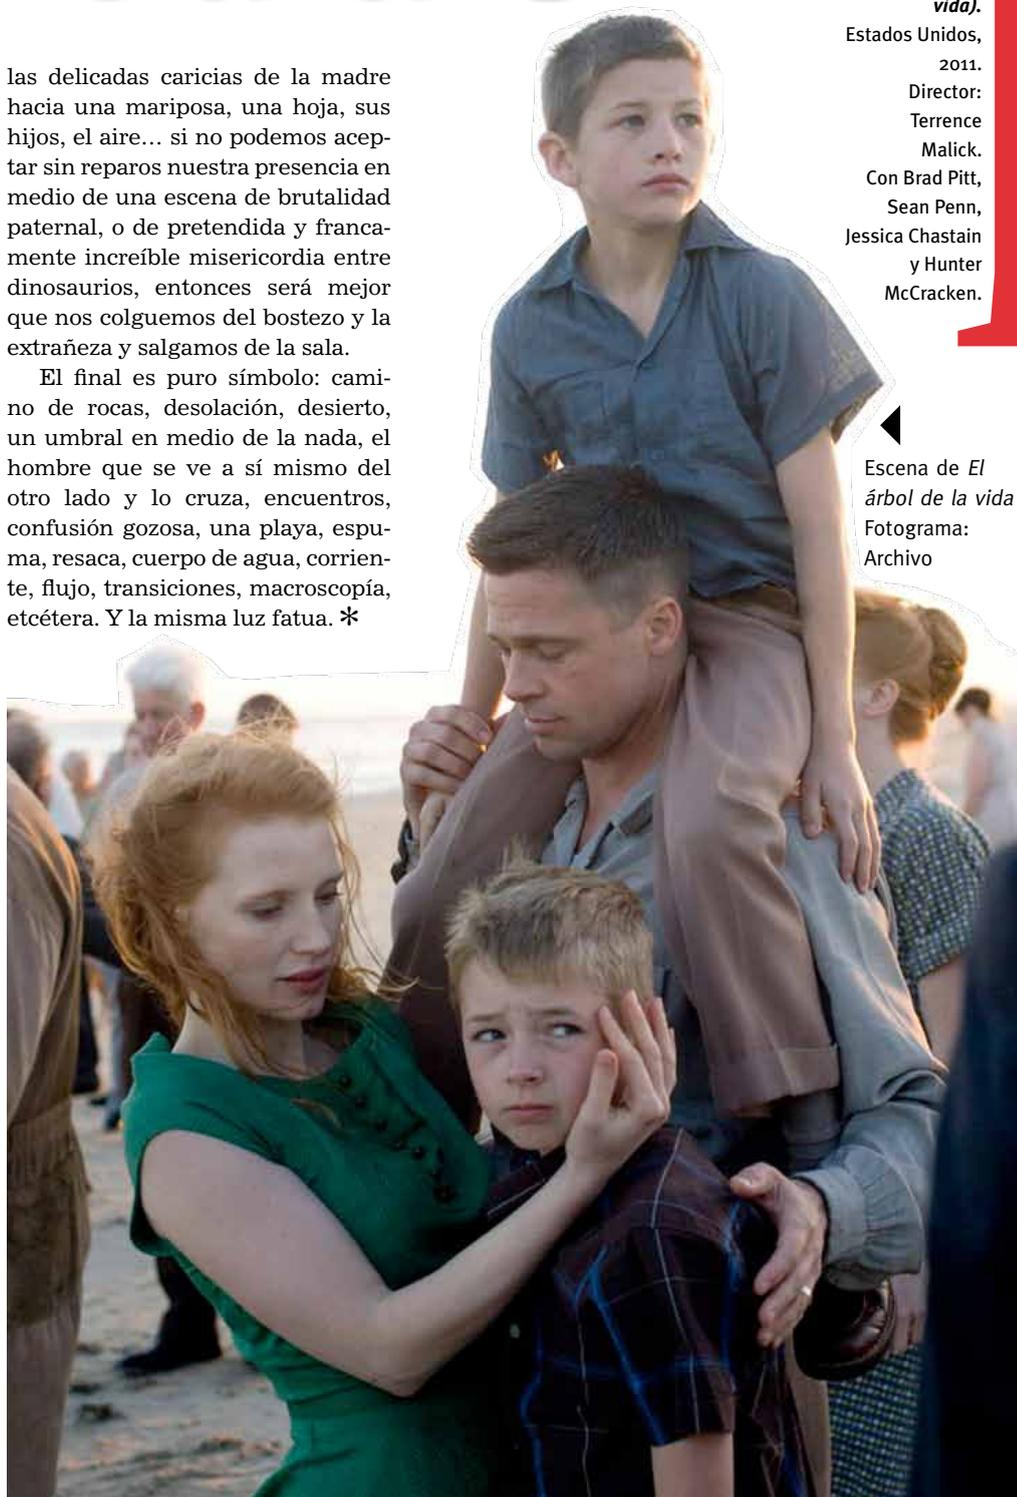 las delicadas caricias de la madre
hacia una mariposa, una hoja, sus
hijos, el aire… si no podemos acep-
tar sin reparos nuestra presencia en
medio de una escena de brutalidad
paternal, o de pretendida y franca-
mente increíble misericordia entre
dinosaurios, entonces será mejor
que nos colguemos del bostezo y la
extrañeza y salgamos de la sala.
El final es puro símbolo: cami-
no de rocas, desolación, desierto,
un umbral en medio de la nada, el
hombre que se ve a sí mismo del
otro lado y lo cruza, encuentros,
confusión gozosa, una playa, espu-
ma, resaca, cuerpo de agua, corrien-
te, flujo, transiciones, macroscopía,
etcétera. Y la misma luz fatua. *
vida).
Estados Unidos,
2011.
Director:
Terrence
Malick.
Con Brad Pitt,
Sean Penn,
Jessica Chastain
y Hunter
McCracken.
Escena de El
árbol de la vida
Fotograma:
Archivo